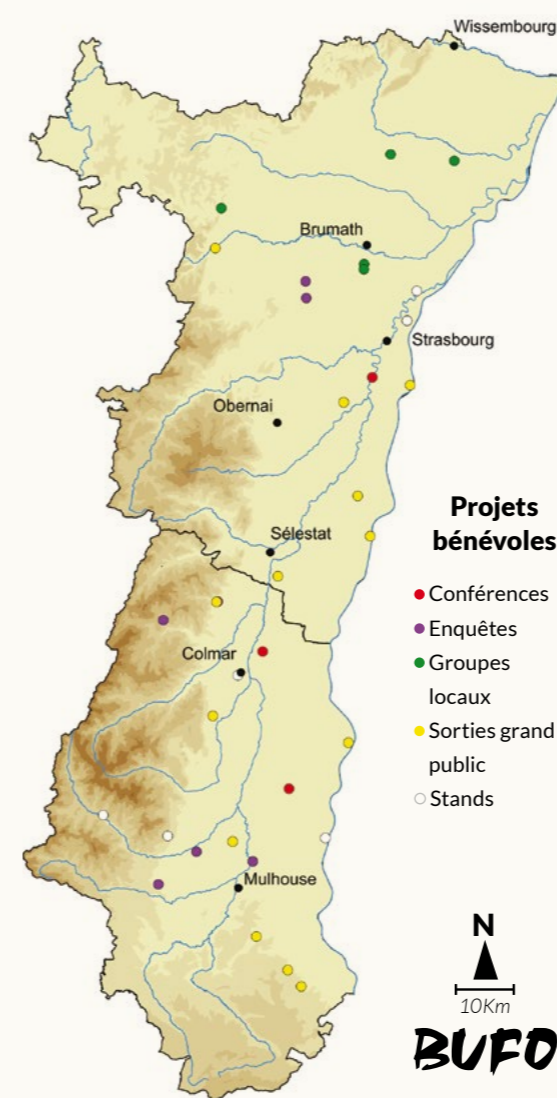 Wissembourg
Brumath
Strasbourg
Obernai
Sélestat
Colmar
Mulhouse
Projets
bénévoles
Conférences
Enquêtes
Groupes
locaux
Sorties grand
public
Stands
N
10Km
BUFO